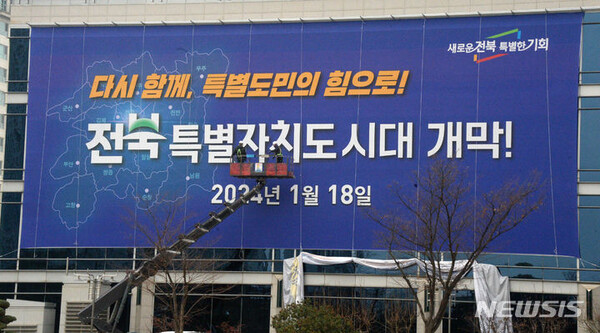 새로운 전북 특별한 기회
다시 함께, 특별도민의 힘으로!
전북특별자치도시대 개막!
2024년 1월 18일
NEWSIS